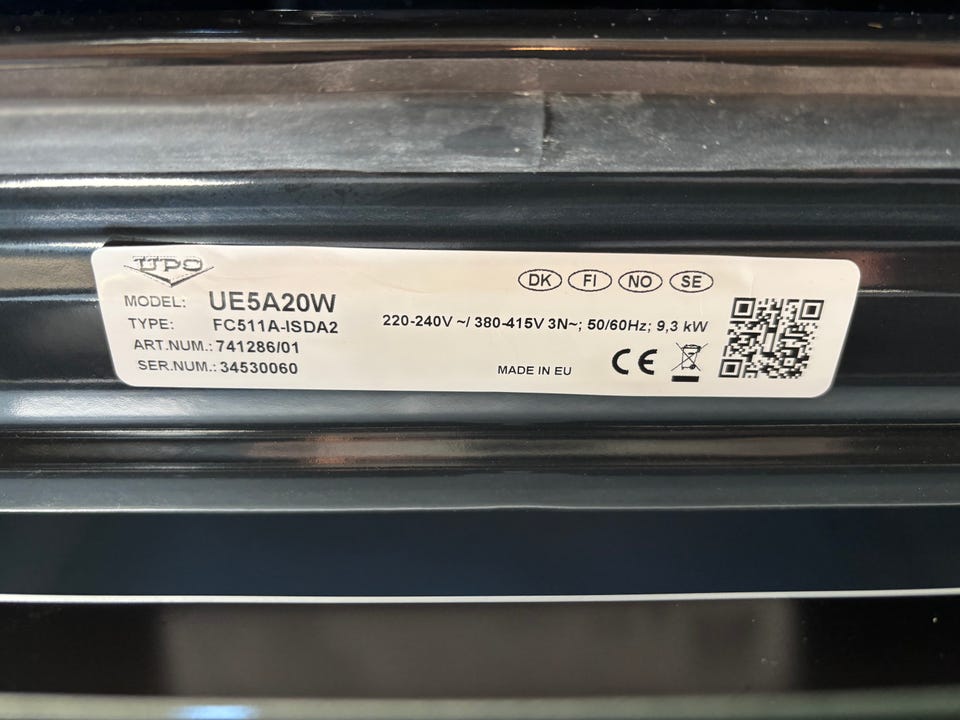 UPO
DK FI NO SE
MODEL: UE5A20W
TYPE: FC511A-ISDA2
220-240V ~/ 380-415V 3N~; 50/60Hz; 9,3 kW
ART.NUM.: 741286/01
SER.NUM.: 34530060
MADE IN EU
CE